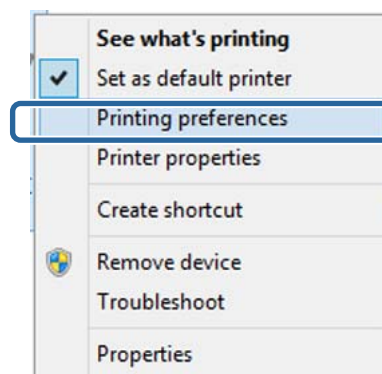 See what's printing
Set as default printer
Printing preferences
Printer properties
Create shortcut
Remove device
Troubleshoot
Properties